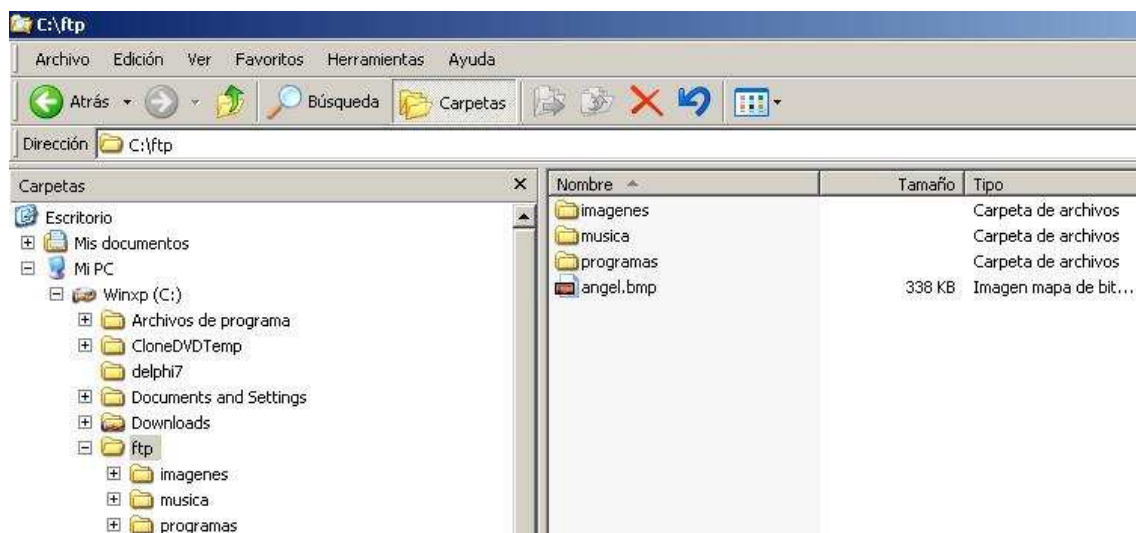 C:\ftp
Archivo Edición Ver Favoritos Herramientas Ayuda
Atrás Búsqueda Carpetas
Dirección C:\ftp
Carpetas
Escritorio
Mis documentos
Mi PC
Winxp (C:)
Archivos de programa
CloneDVDTemp
delphi7
Documents and Settings
Downloads
ftp
imagenes
musica
programas
Nombre Tamaño Tipo
imagenes Carpeta de archivos
musica Carpeta de archivos
programas Carpeta de archivos
angel.bmp 338 KB Imagen mapa de bit...